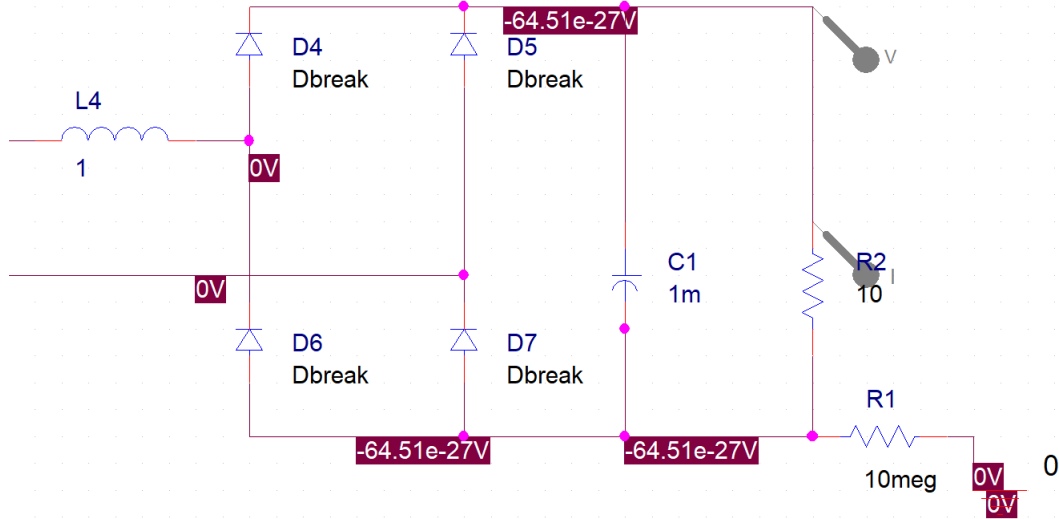 -64.51e-27V
D4
Dbreak
D5
Dbreak
V
L4
1
0V
0V
C1
1m
R2
10
I
D6
Dbreak
D7
Dbreak
-64.51e-27V
-64.51e-27V
R1
10meg
0V
0V
0